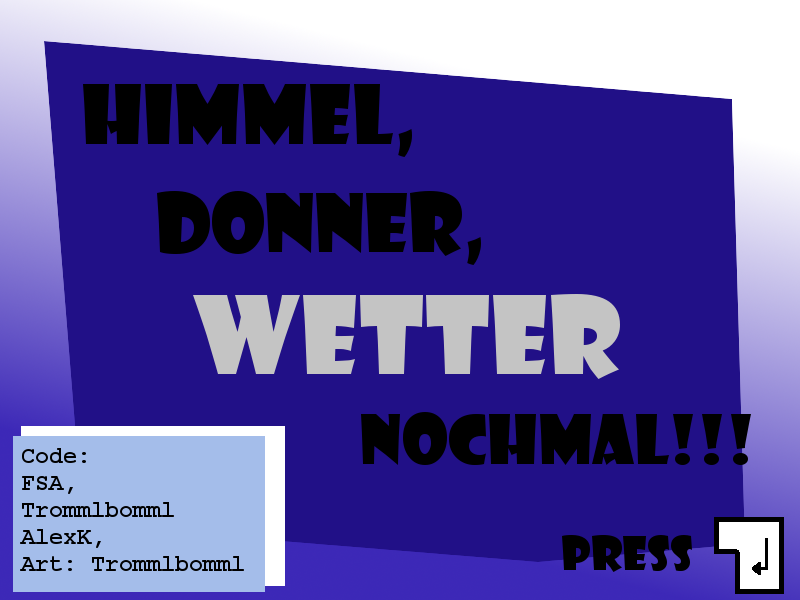 HIMMEL,
DONNER,
WETTER
NOCHMAL!!!
Code:
FSA,
Trommlbomml
AlexK,
Art: Trommlbomml
PRESS